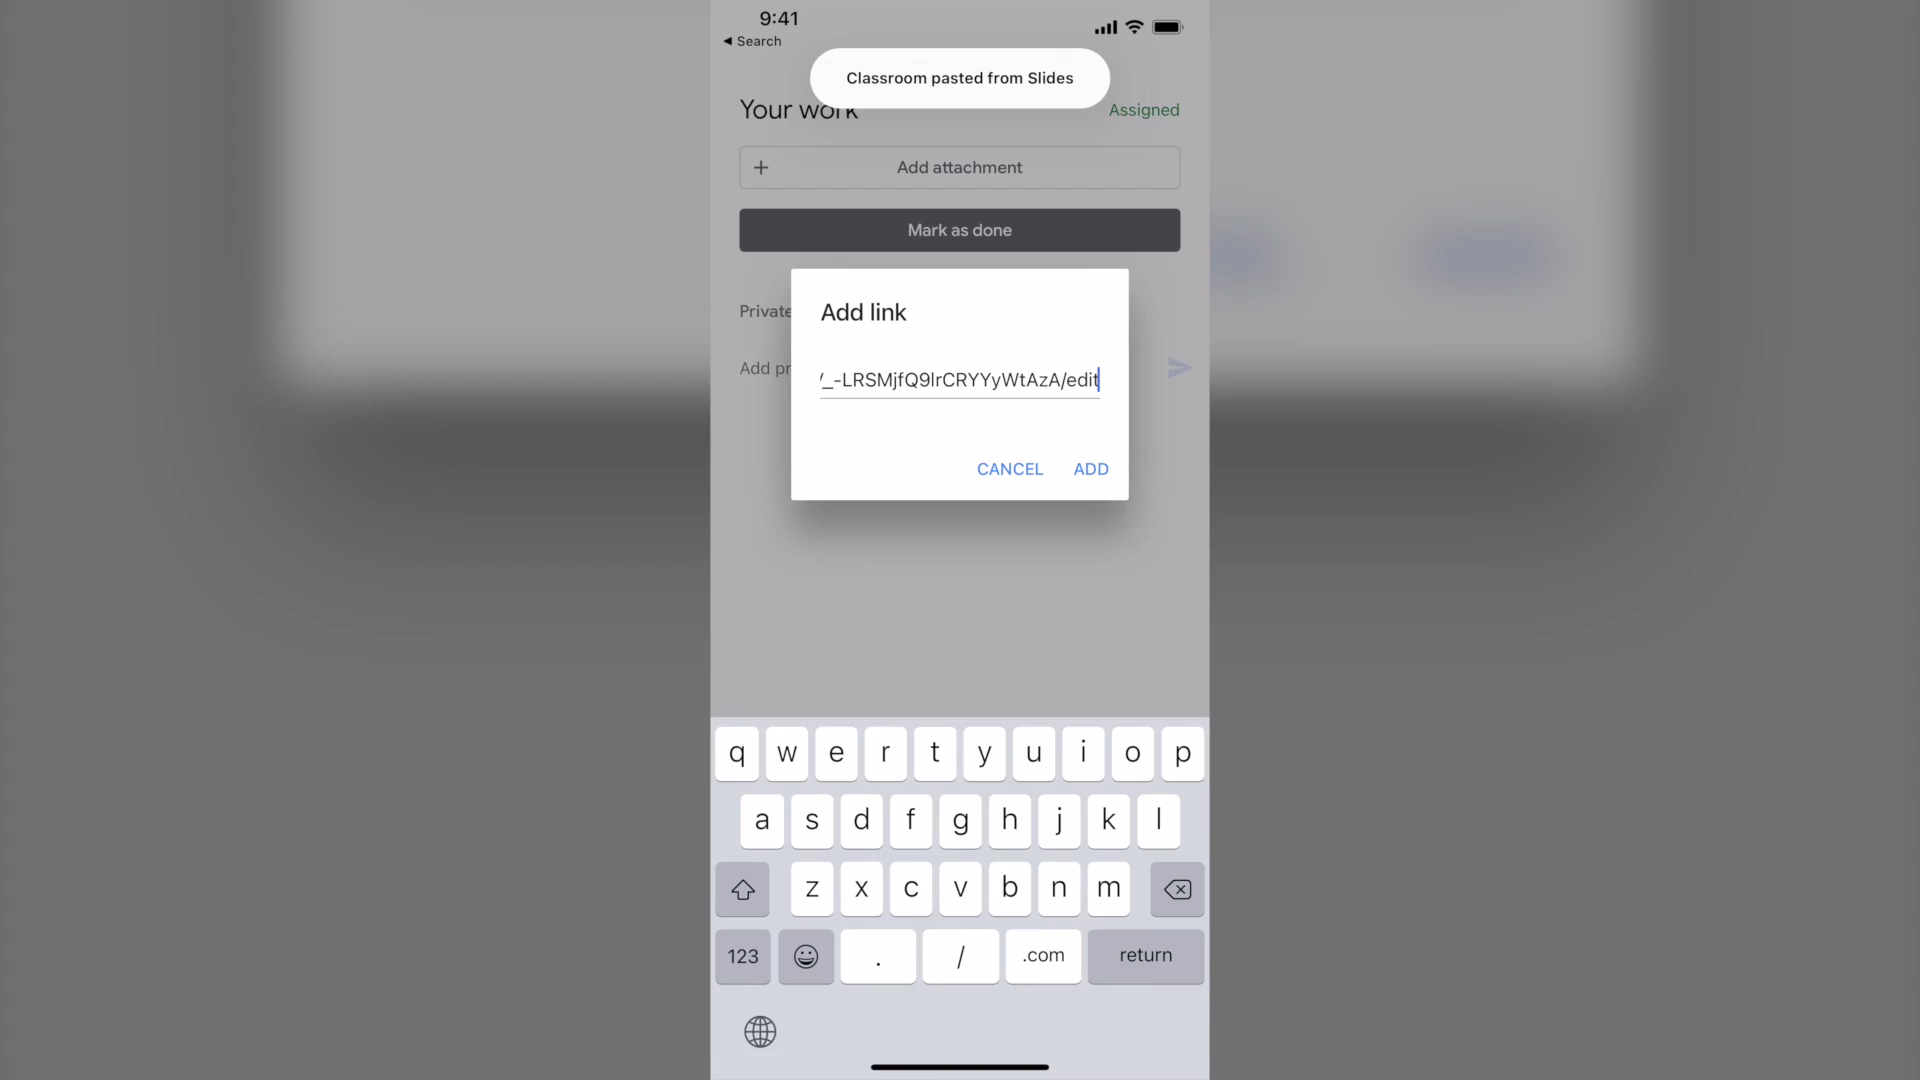 9:41
Search
Classroom pasted from Slides
Your work
Assigned
Add attachment
Mark as done
Private
Add link
Add pr
_-LRSMjfQ9lrCRYYyWtAzA/edit
CANCEL
ADD
q w e r t y u i o p
a s d f g h j k l
z x c v b n m
123
.
/
.com
return